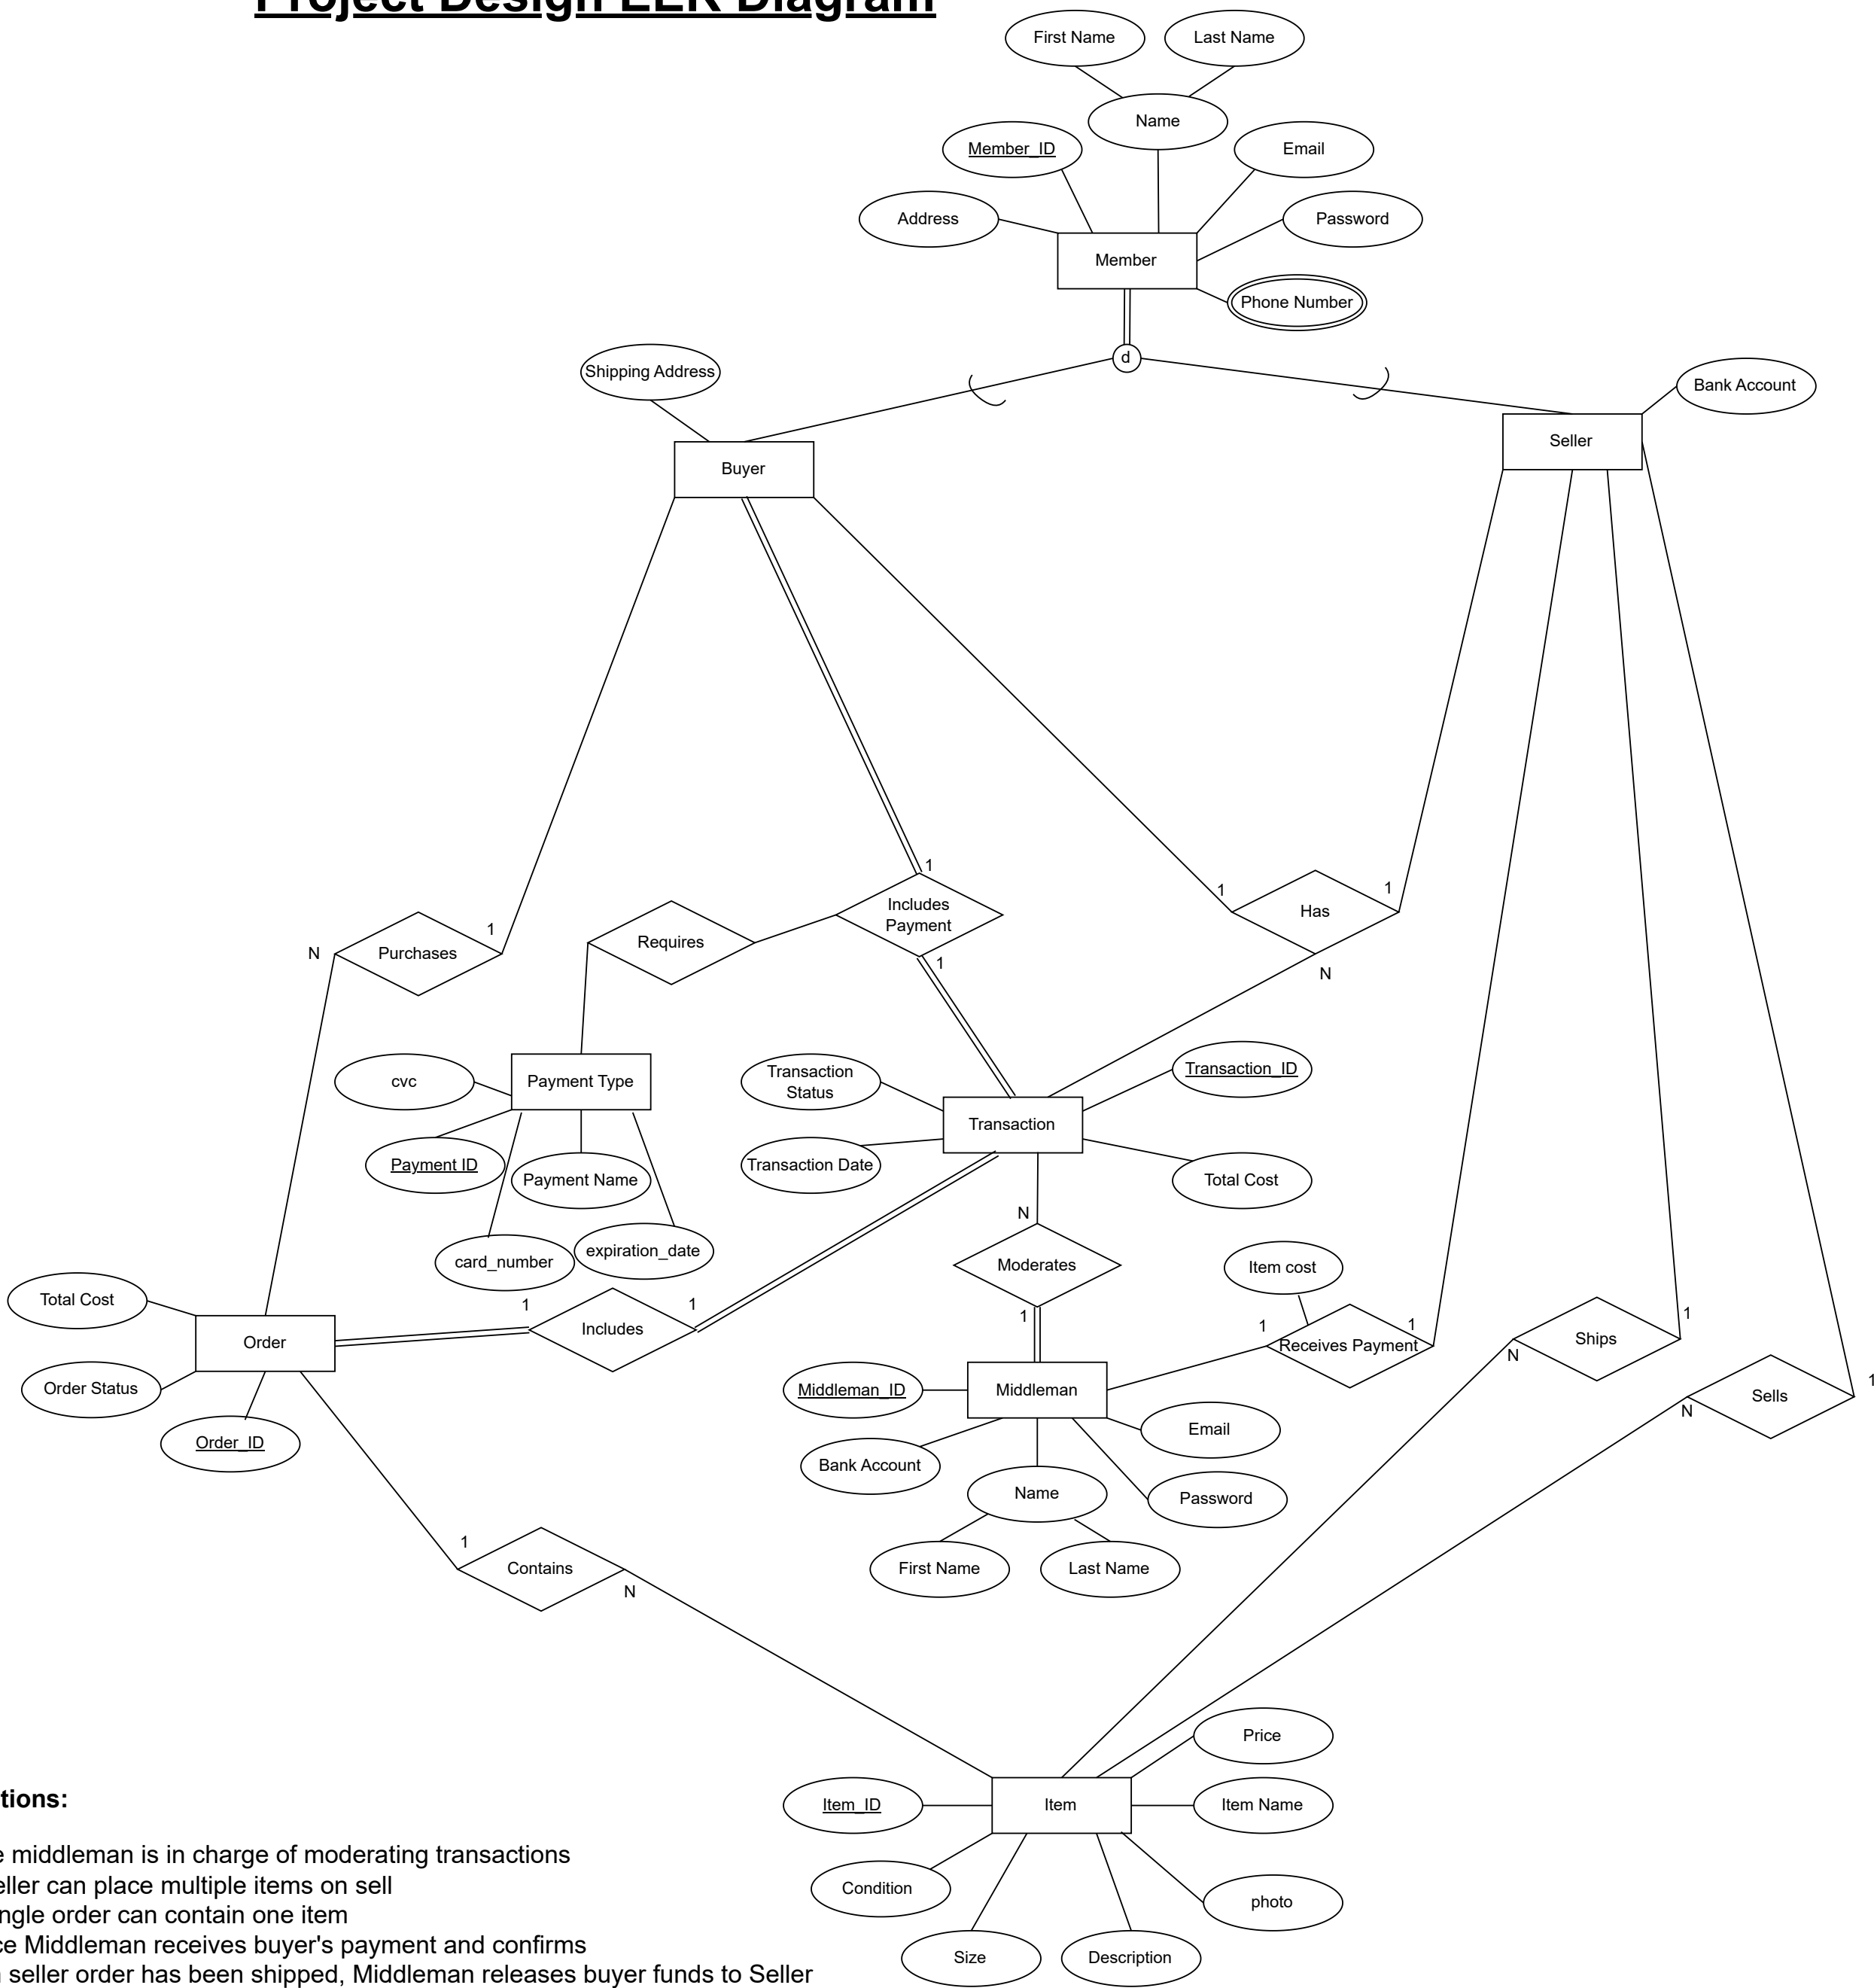 Project Design EER Diagram
First Name
Last Name
Name
Member_ID
Email
Address
Password
Member
Phone Number
d
Shipping Address
Bank Account
Buyer
Seller
1
Includes
Payment
1
1
Has
1
N
Purchases
1
N
Requires
1
cvc
Payment Type
Payment ID
Payment Name
card_number
expiration_date
Transaction
Status
Transaction_ID
Transaction
Transaction Date
Total Cost
N
Moderates
1
Item cost
1
Receives Payment
1
1
Ships
N
1
Sells
N
Total Cost
Order
Order Status
Order_ID
1
Includes
1
Middleman_ID
Middleman
Email
Bank Account
Name
Password
First Name
Last Name
1
Contains
N
Price
Item_ID
Item
Item Name
Condition
photo
Size
Description
tions:
e middleman is in charge of moderating transactions
eller can place multiple items on sell
ngle order can contain one item
ce Middleman receives buyer's payment and confirms
n seller order has been shipped, Middleman releases buyer funds to Seller